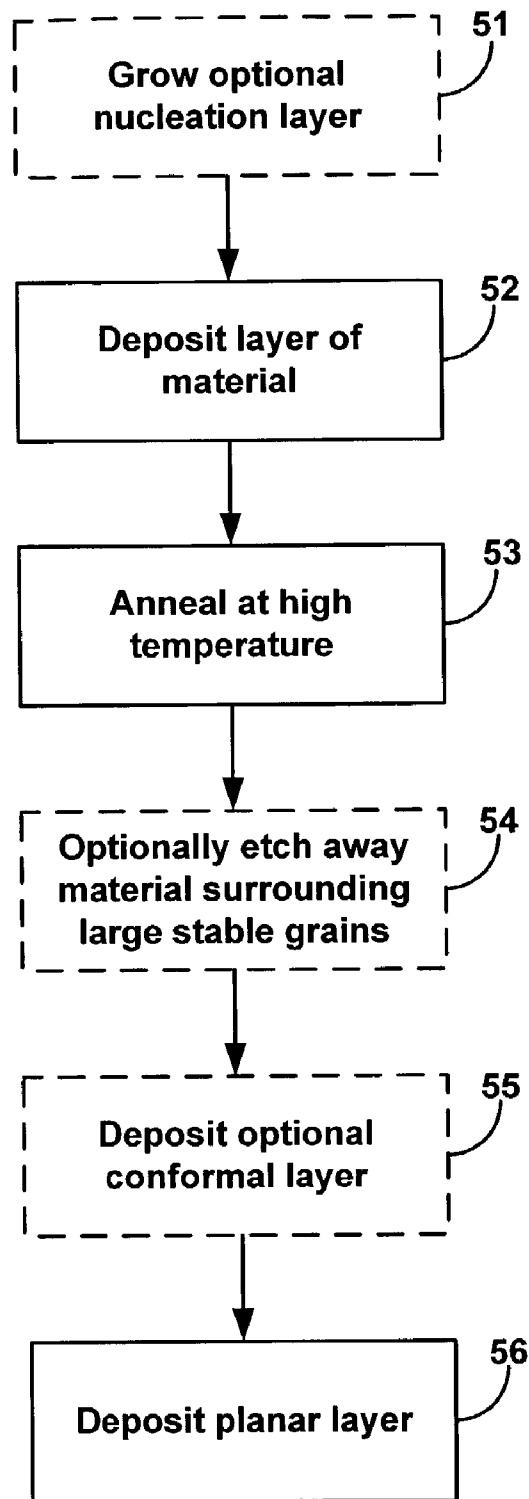 51
Grow optional
nucleation layer
52
Deposit layer of
material
53
Anneal at high
temperature
54
Optionally etch away
material surrounding
large stable grains
55
Deposit optional
conformal layer
56
Deposit planar layer